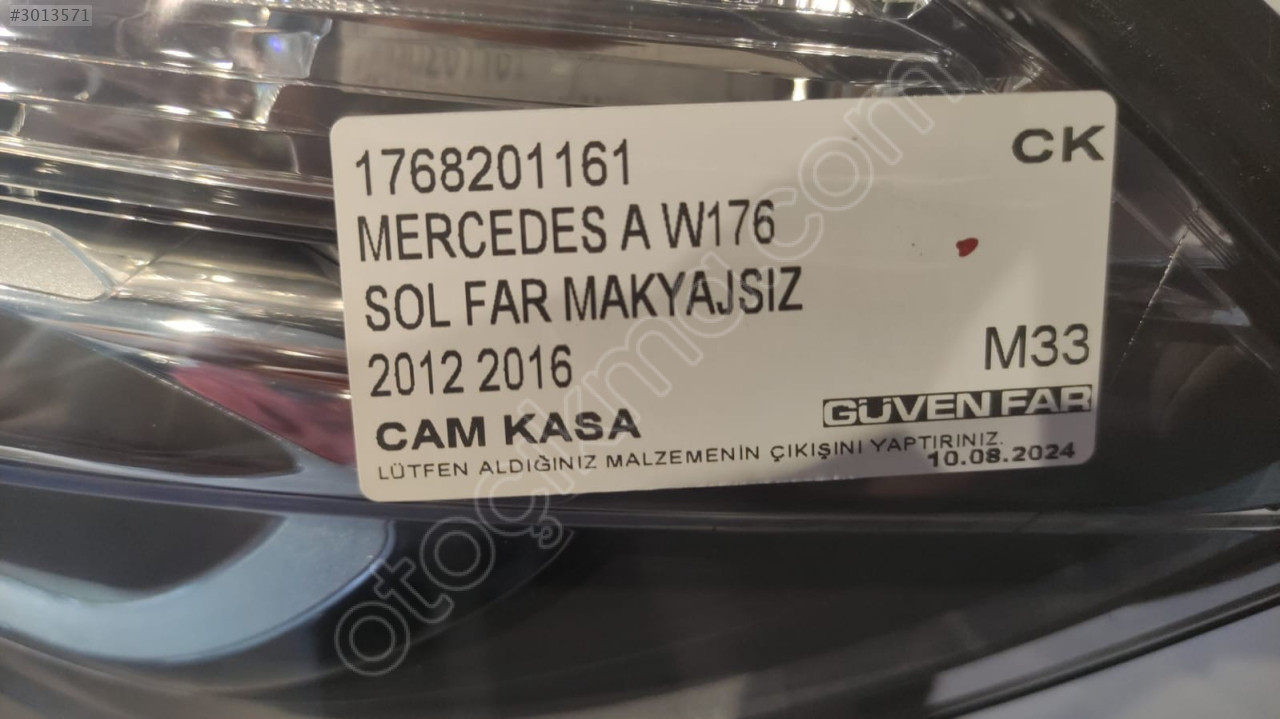 #3013571
1768201161
CK
MERCEDES A W176
SOL FAR MAKYAJSIZ
2012 2016
M33
CAM KASA
GÜVEN FAR
LÜTFEN ALDIĞINIZ MALZEMENİN ÇIKIŞINI YAPTIRINIZ.
10.08.2024
otoçıkma.com